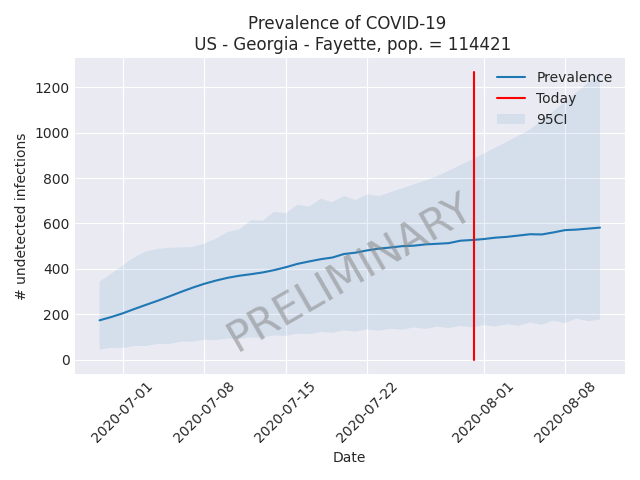 Prevalence of COVID-19
US - Georgia - Fayette, pop. = 114421
# undetected infections
1200
1000
800
600
400
200
0
Prevalence
Today
95CI
PRELIMINARY
2020-07-01
2020-07-08
2020-07-15
2020-07-22
2020-08-01
2020-08-08
Date